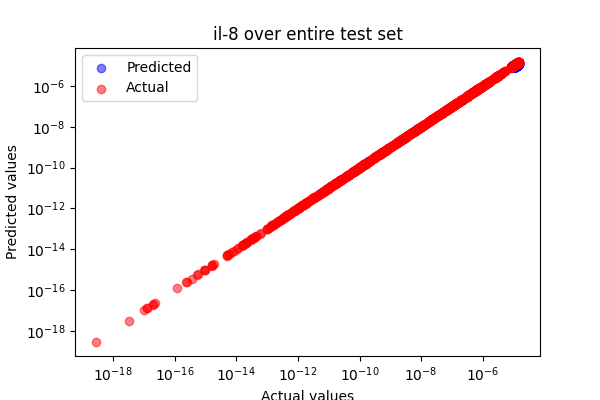 il-8 over entire test set
Predicted
Actual
10⁻⁶
10⁻⁸
10⁻¹⁰
10⁻¹²
10⁻¹⁴
10⁻¹⁶
10⁻¹⁸
Predicted values
10⁻¹⁸ 10⁻¹⁶ 10⁻¹⁴ 10⁻¹² 10⁻¹⁰ 10⁻⁸ 10⁻⁶
Actual values